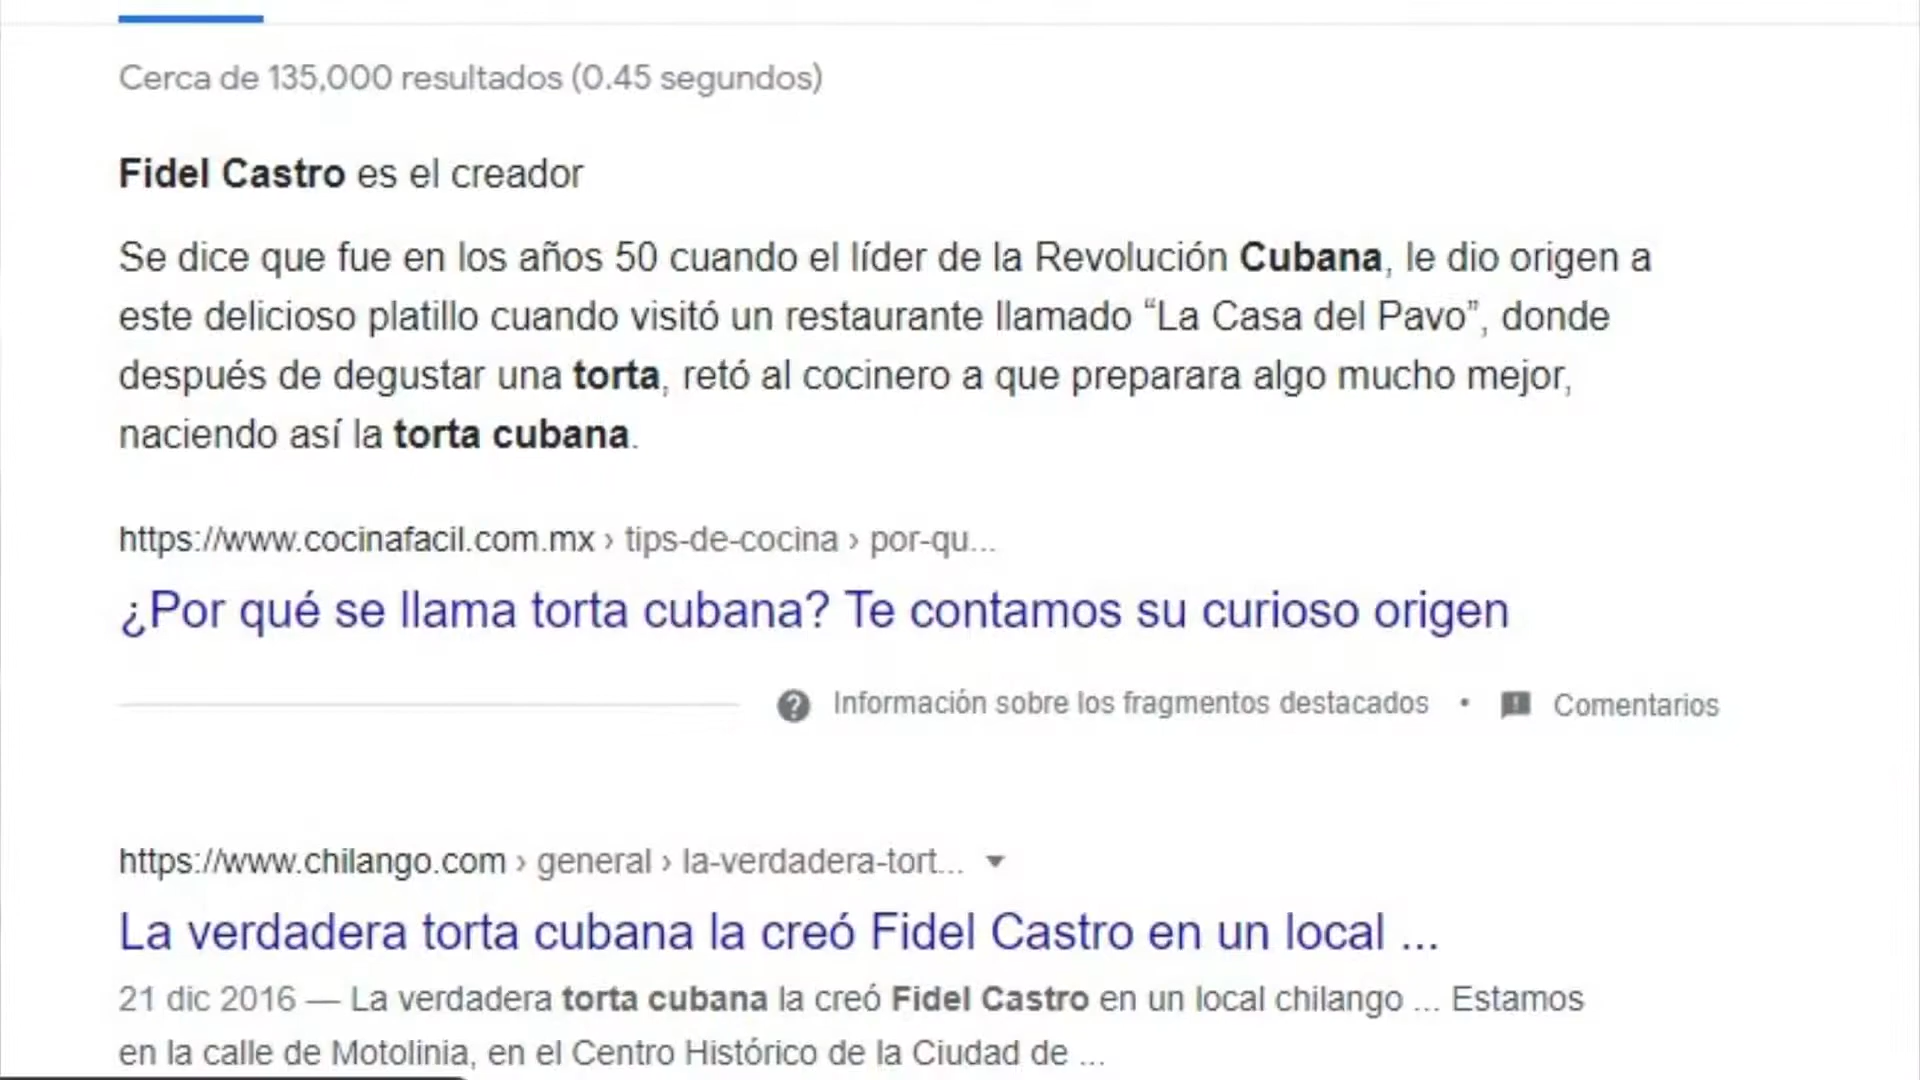 Cerca de 135,000 resultados (0.45 segundos)
Fidel Castro es el creador
Se dice que fue en los años 50 cuando el líder de la Revolución Cubana, le dio origen a
este delicioso platillo cuando visitó un restaurante llamado “La Casa del Pavo”, donde
después de degustar una torta, retó al cocinero a que preparara algo mucho mejor,
naciendo así la torta cubana.
https://www.cocinafacil.com.mx › tips-de-cocina › por-qu...
¿Por qué se llama torta cubana? Te contamos su curioso origen
Información sobre los fragmentos destacados • Comentarios
https://www.chilango.com › general › la-verdadera-tort...
La verdadera torta cubana la creó Fidel Castro en un local ...
21 dic 2016 — La verdadera torta cubana la creó Fidel Castro en un local chilango ... Estamos
en la calle de Motolinia, en el Centro Histórico de la Ciudad de ...